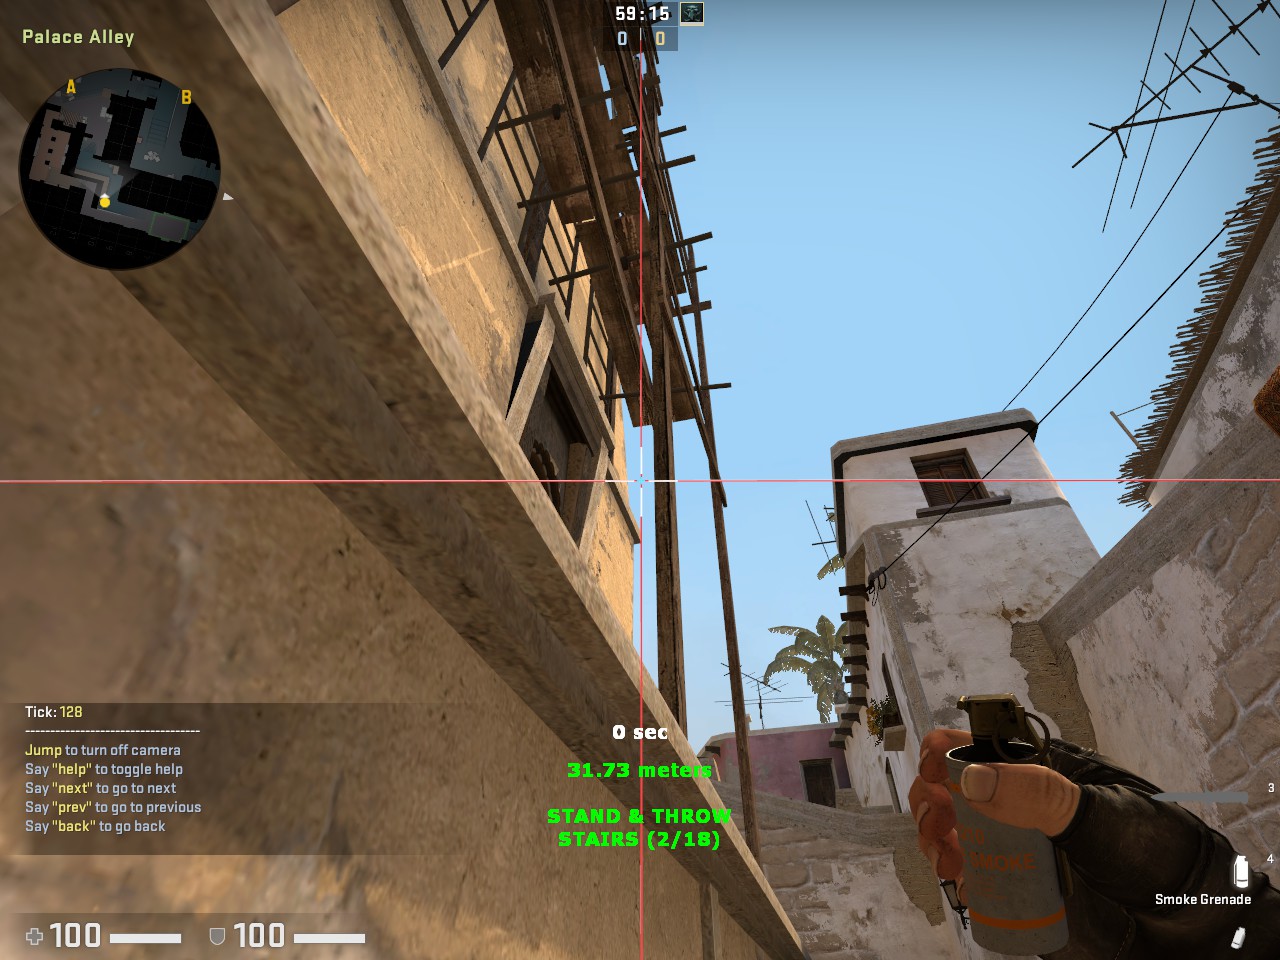 59:15
Palace Alley
0 0
A
B
Tick: 128
----------------------------------
Jump to turn off camera
Say "help" to toggle help
Say "next" to go to next
Say "prev" to go to previous
Say "back" to go back
0 sec
31.73 meters
STAND & THROW
STAIRS (2/18)
3
4
SMOKE
Smoke Grenade
100
100